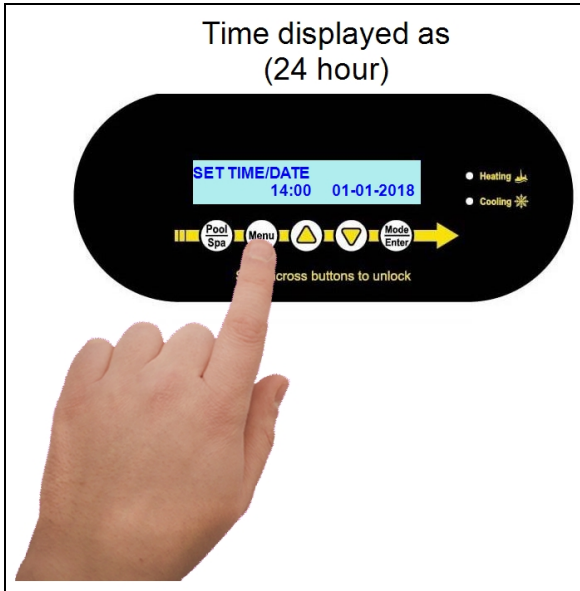 Time displayed as
(24 hour)
SET TIME/DATE
14:00 01-01-2018
Heating
Cooling
Pool
Spa
Menu
Mode
Enter
cross buttons to unlock